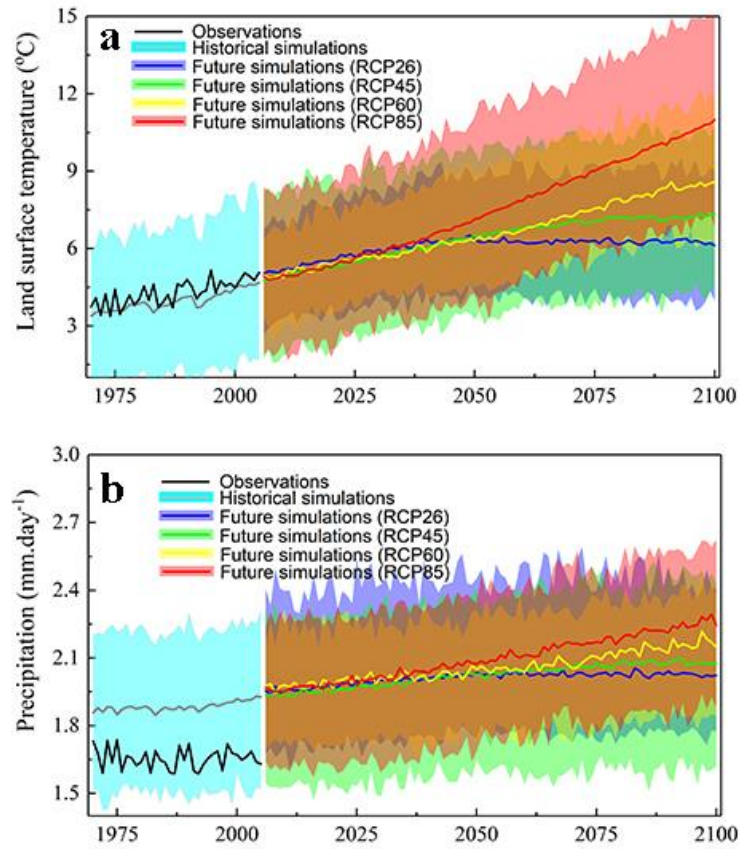 a
Observations
Historical simulations
Future simulations (RCP26)
Future simulations (RCP45)
Future simulations (RCP60)
Future simulations (RCP85)
Land surface temperature (ºC)
15
12
9
6
3
1975 2000 2025 2050 2075 2100
b
Observations
Historical simulations
Future simulations (RCP26)
Future simulations (RCP45)
Future simulations (RCP60)
Future simulations (RCP85)
Precipitation (mm.day⁻¹)
3.0
2.7
2.4
2.1
1.8
1.5
1975 2000 2025 2050 2075 2100